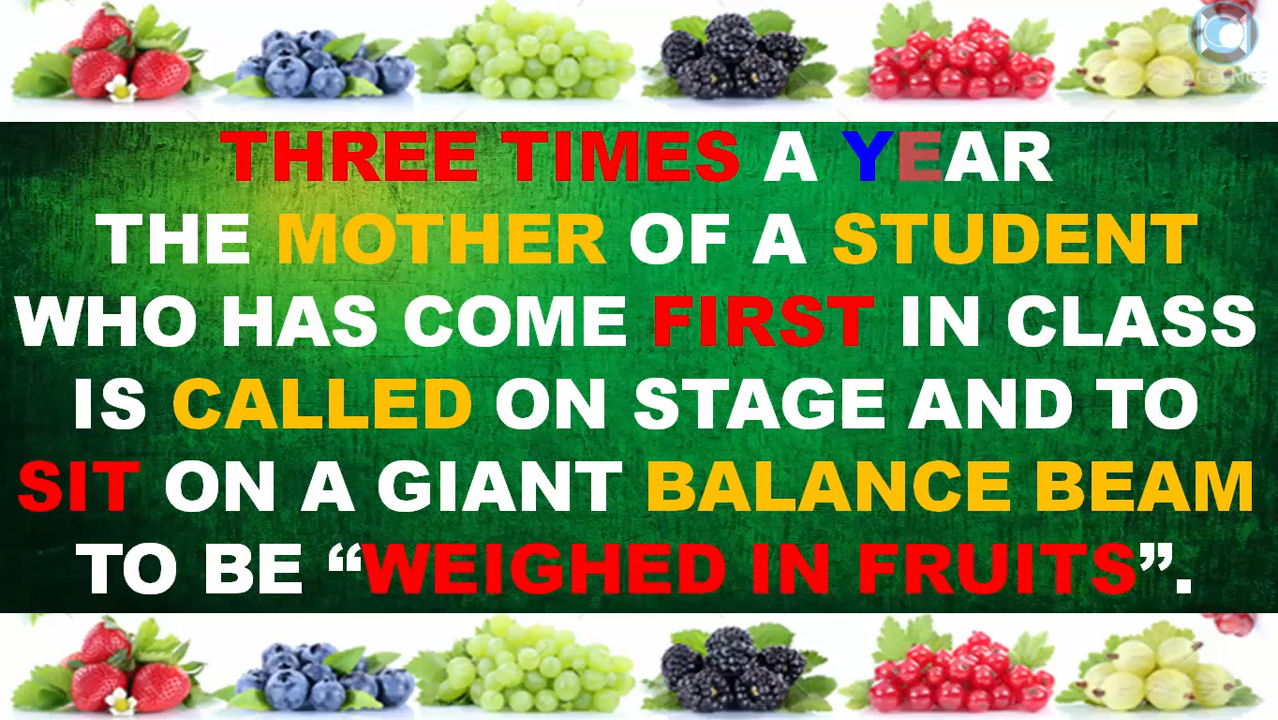 THREE TIMES A YEAR
THE MOTHER OF A STUDENT
WHO HAS COME FIRST IN CLASS
IS CALLED ON STAGE AND TO
SIT ON A GIANT BALANCE BEAM
TO BE “WEIGHED IN FRUITS”.